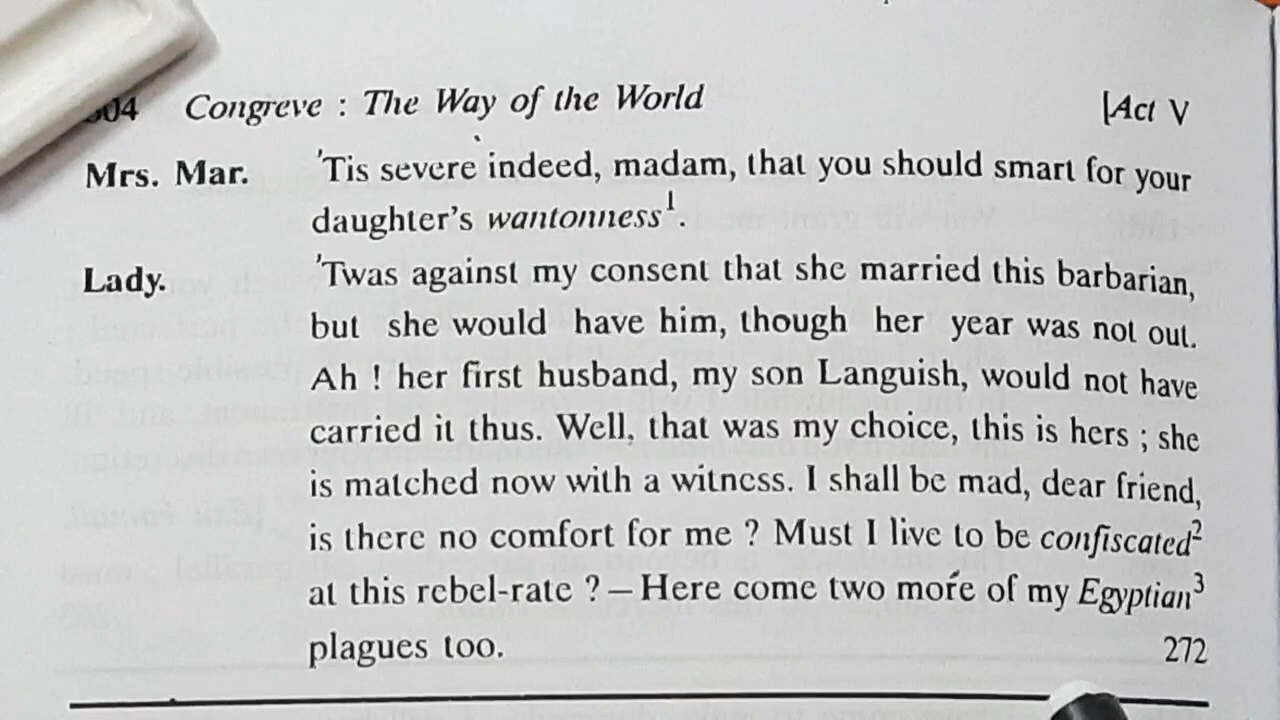 Congreve : The Way of the World [Act V
Mrs. Mar. 'Tis severe indeed, madam, that you should smart for your
daughter's wantonness¹.
Lady. 'Twas against my consent that she married this barbarian,
but she would have him, though her year was not out.
Ah ! her first husband, my son Languish, would not have
carried it thus. Well, that was my choice, this is hers ; she
is matched now with a witness. I shall be mad, dear friend,
is there no comfort for me ? Must I live to be confiscated²
at this rebel-rate ? — Here come two more of my Egyptian³
plagues too. 272